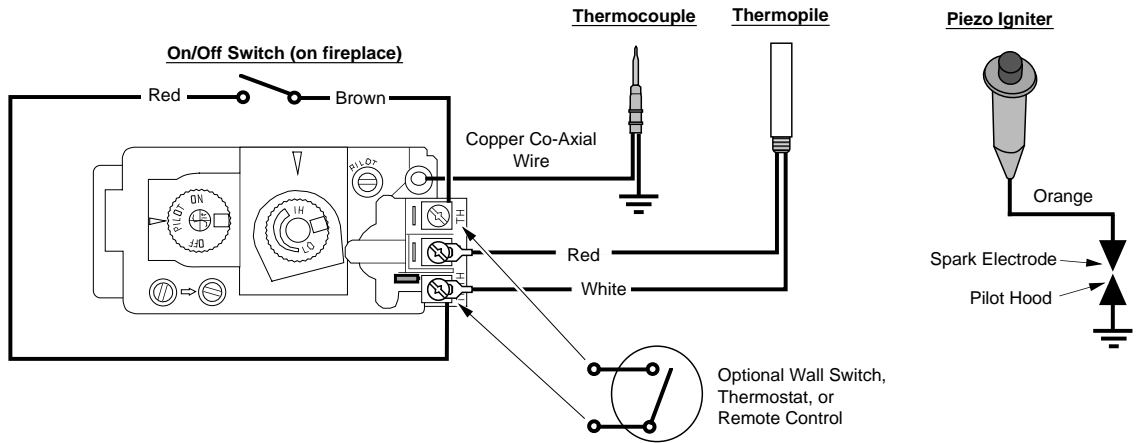 Thermocouple
Thermopile
Piezo Igniter
On/Off Switch (on fireplace)
Red
Brown
Copper Co-Axial
Wire
PILOT
ON
PILOT
OFF
HI
LO
TH
Orange
Red
White
TH
Spark Electrode
Pilot Hood
Optional Wall Switch,
Thermostat, or
Remote Control